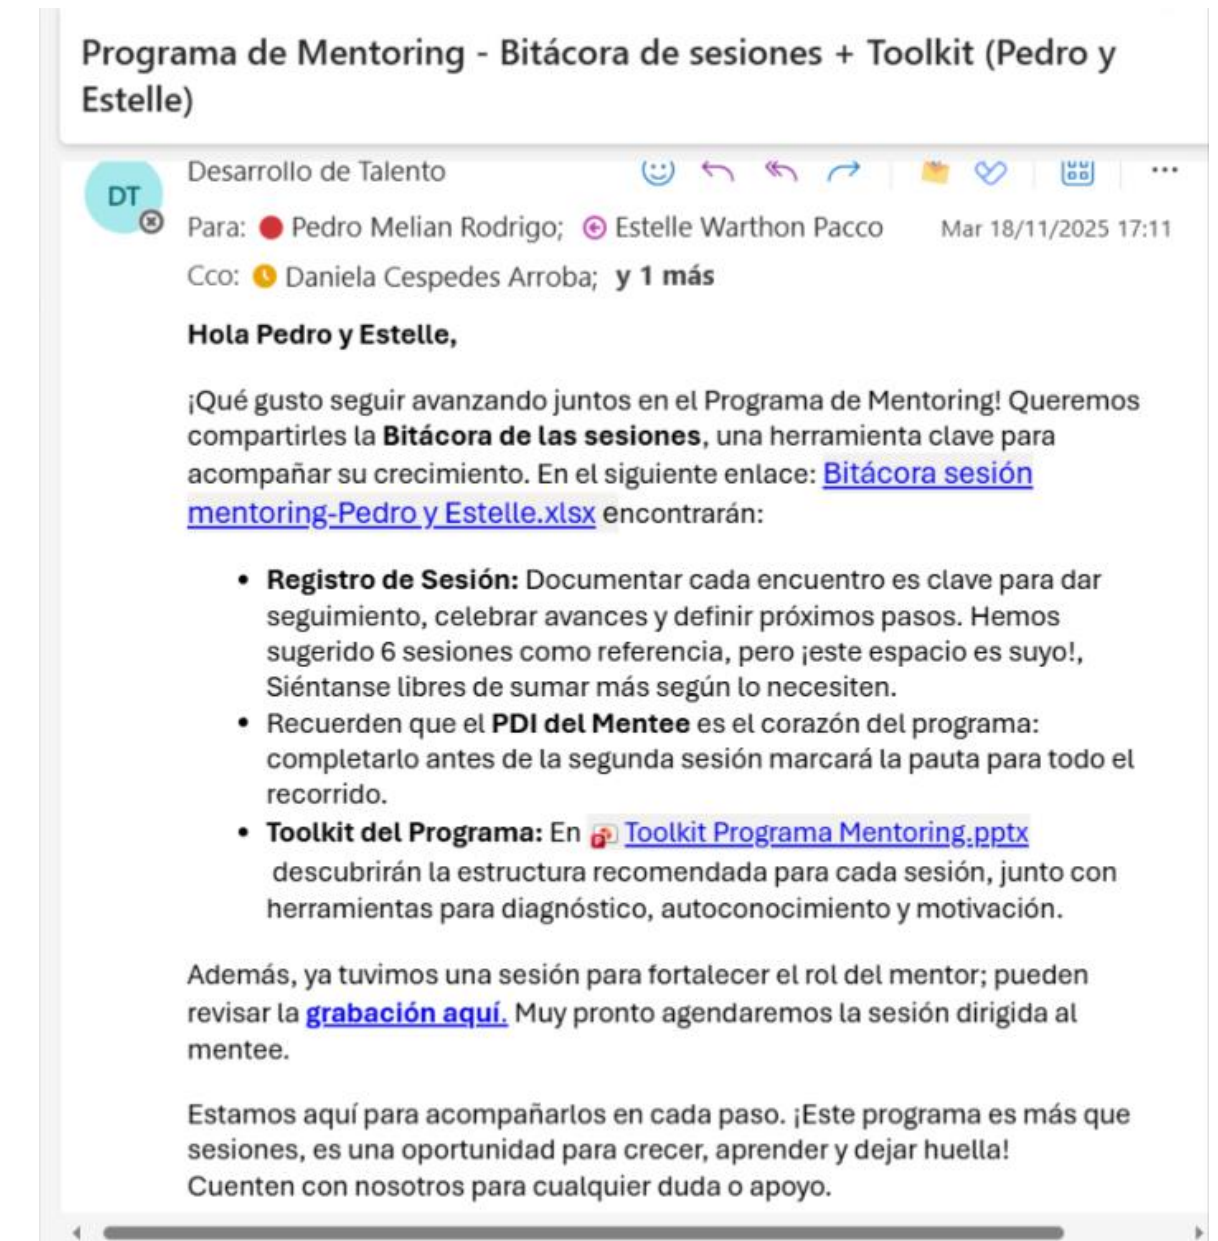 Programa de Mentoring - Bitácora de sesiones + Toolkit (Pedro y
Estelle)
DT
Desarrollo de Talento
Para: Pedro Melian Rodrigo; Estelle Warthon Pacco Mar 18/11/2025 17:11
Cco: Daniela Cespedes Arroba; y 1 más
Hola Pedro y Estelle,
¡Qué gusto seguir avanzando juntos en el Programa de Mentoring! Queremos
compartirles la Bitácora de las sesiones, una herramienta clave para
acompañar su crecimiento. En el siguiente enlace: Bitácora sesión
mentoring-Pedro y Estelle.xlsx encontrarán:
• Registro de Sesión: Documentar cada encuentro es clave para dar
seguimiento, celebrar avances y definir próximos pasos. Hemos
sugerido 6 sesiones como referencia, pero ¡este espacio es suyo!,
Siéntanse libres de sumar más según lo necesiten.
• Recuerden que el PDI del Mentee es el corazón del programa:
completarlo antes de la segunda sesión marcará la pauta para todo el
recorrido.
• Toolkit del Programa: En Toolkit Programa Mentoring.pptx
descubrirán la estructura recomendada para cada sesión, junto con
herramientas para diagnóstico, autoconocimiento y motivación.
Además, ya tuvimos una sesión para fortalecer el rol del mentor; pueden
revisar la grabación aquí. Muy pronto agendaremos la sesión dirigida al
mentee.
Estamos aquí para acompañarlos en cada paso. ¡Este programa es más que
sesiones, es una oportunidad para crecer, aprender y dejar huella!
Cuenten con nosotros para cualquier duda o apoyo.